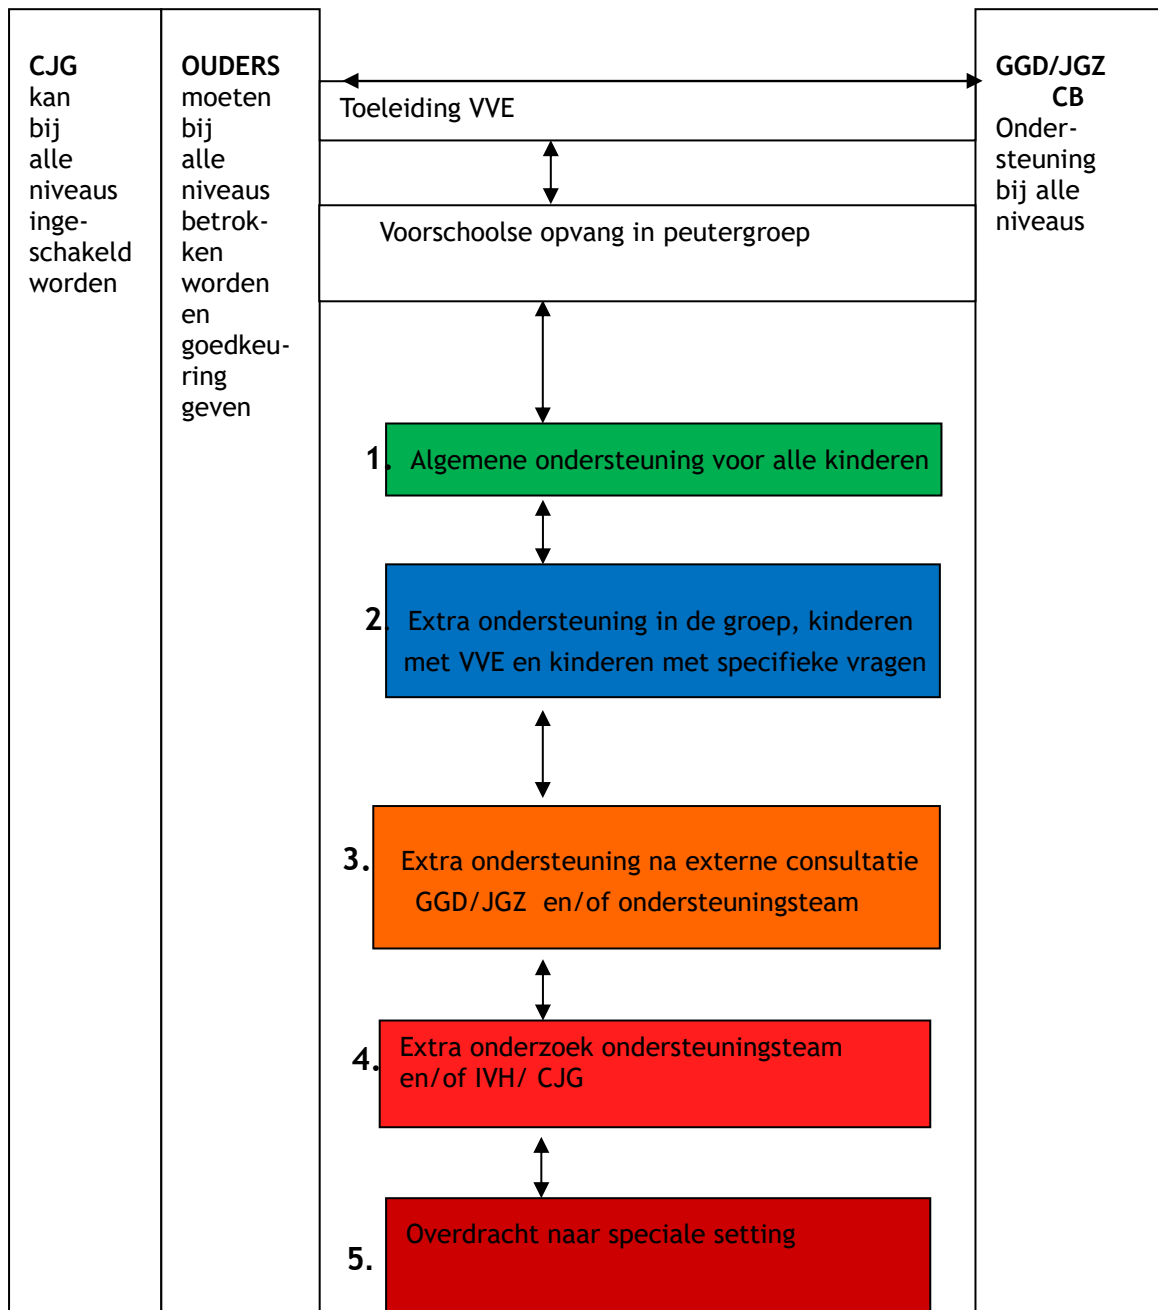 CJG
kan
bij
alle
niveaus
inge-
schakeld
worden
OUDERS
moeten
bij
alle
niveaus
betrok-
ken
worden
en
goedkeu-
ring
geven
Toeleiding VVE
Voorschoolse opvang in peutergroep
1. Algemene ondersteuning voor alle kinderen
2. Extra ondersteuning in de groep, kinderen
met VVE en kinderen met specifieke vragen
3. Extra ondersteuning na externe consultatie
GGD/JGZ en/of ondersteuningsteam
4. Extra onderzoek ondersteuningsteam
en/of IVH/ CJG
5. Overdracht naar speciale setting
GGD/JGZ
CB
Onder-
steuning
bij alle
niveaus